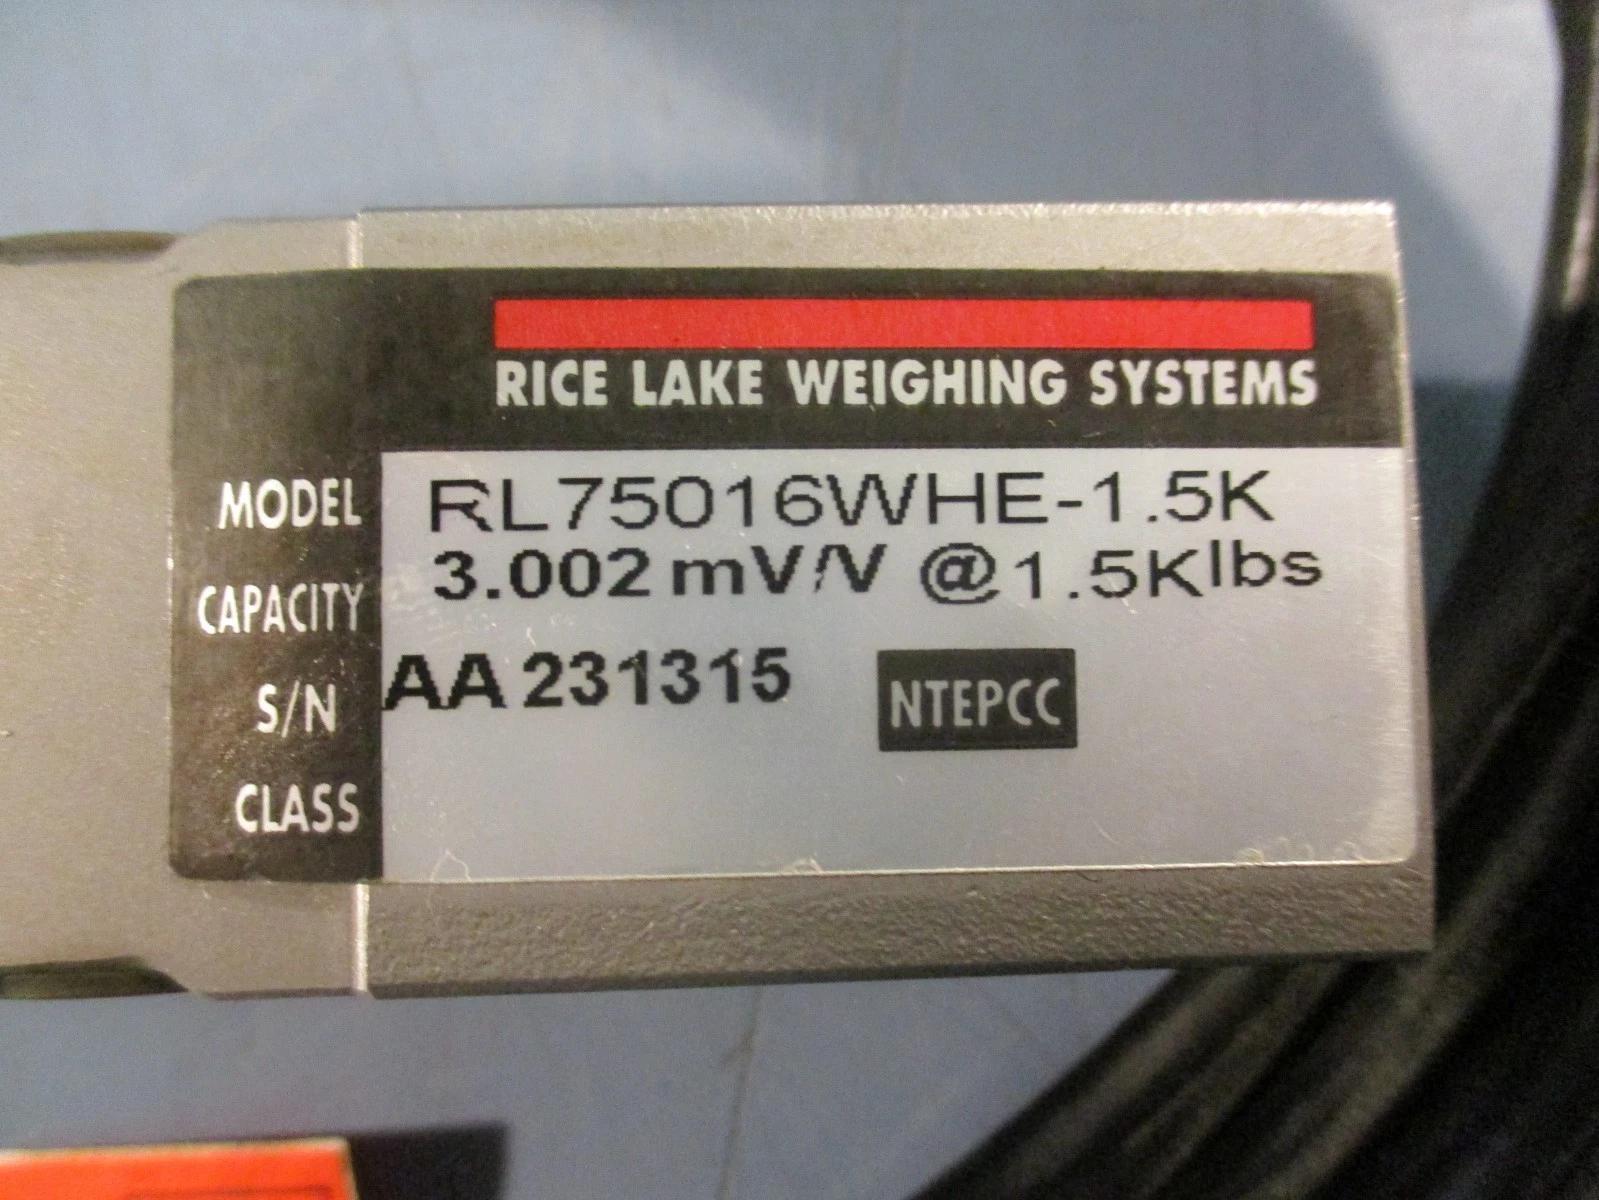 RICE LAKE WEIGHING SYSTEMS
MODEL RL75016WHE-1.5K
CAPACITY 3.002 mV/V @ 1.5Klbs
S/N AA 231315 NTEPCC
CLASS